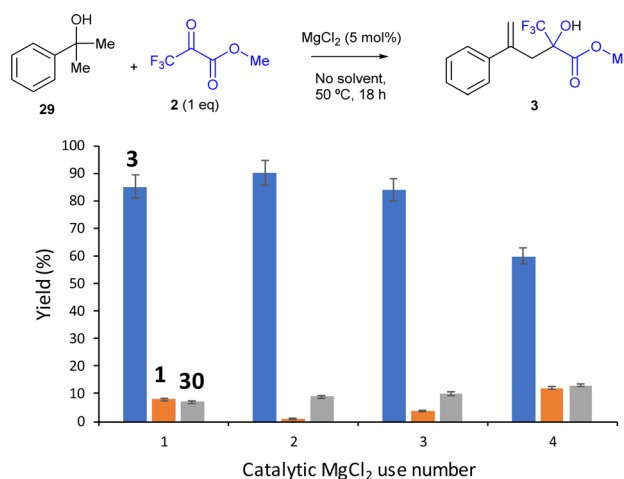 OH
Me
Me
29
+
O
F₃C
O
Me
O
2 (1 eq)
MgCl₂ (5 mol%)
No solvent,
50 ºC, 18 h
F₃C
OH
O
M
O
3
100
90
80
70
60
50
40
30
20
10
0
Yield (%)
3
1
30
1
2
3
4
Catalytic MgCl₂ use number